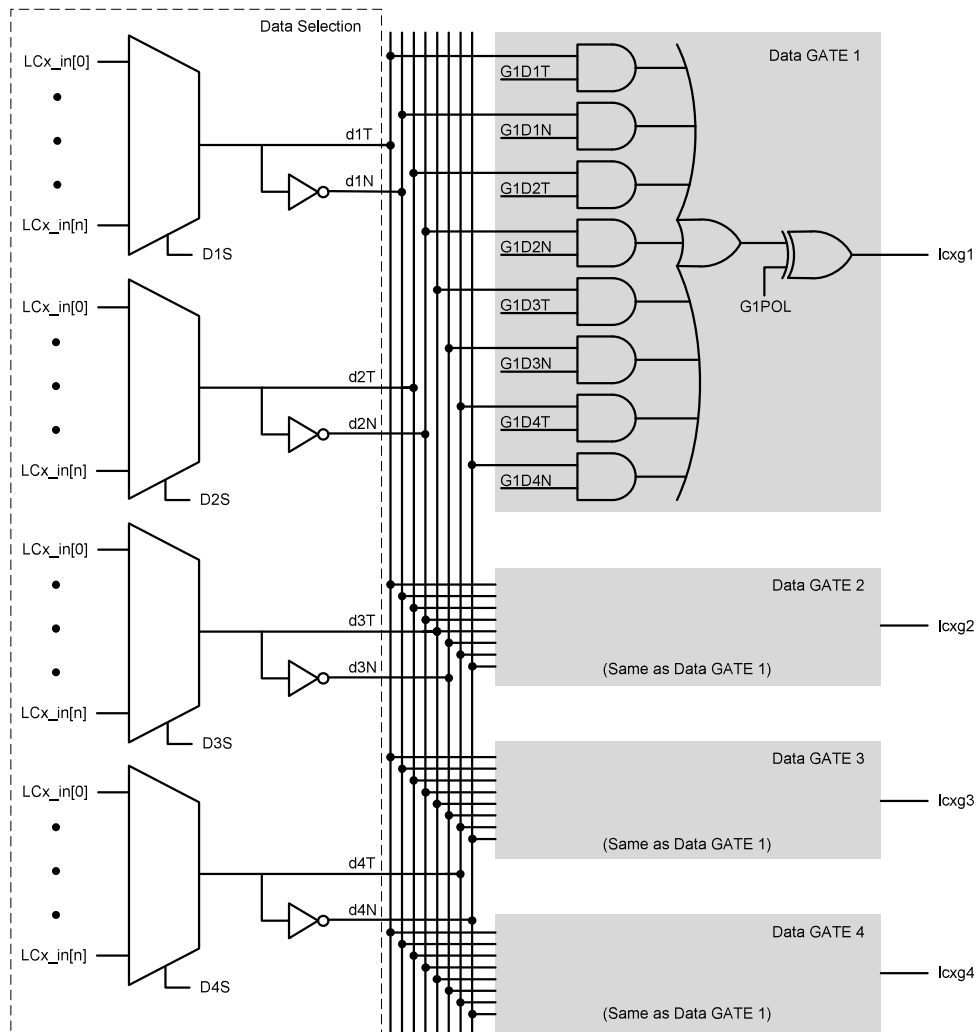 Data Selection
LCx_in[0]
LCx_in[n]
D1S
d1T
d1N
LCx_in[0]
LCx_in[n]
D2S
d2T
d2N
LCx_in[0]
LCx_in[n]
D3S
d3T
d3N
LCx_in[0]
LCx_in[n]
D4S
d4T
d4N
Data GATE 1
G1D1T
G1D1N
G1D2T
G1D2N
G1D3T
G1D3N
G1D4T
G1D4N
G1POL
lcxg1
Data GATE 2
(Same as Data GATE 1)
lcxg2
Data GATE 3
(Same as Data GATE 1)
lcxg3
Data GATE 4
(Same as Data GATE 1)
lcxg4